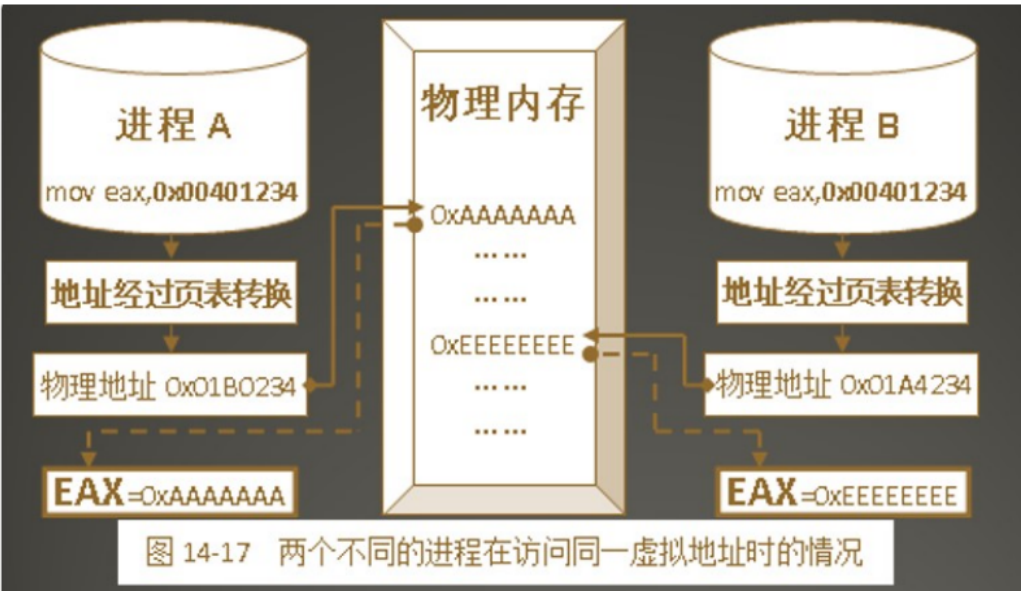 进程 A
mov eax,0x00401234
地址经过页表转换
物理地址 0x01B0234
EAX=0xAAAAAAA
物理内存
0xAAAAAAA
... ...
... ...
0xEEEEEEEE
... ...
... ...
进程 B
mov eax,0x00401234
地址经过页表转换
物理地址 0x01A4234
EAX=0xEEEEEEEE
图 14-17 两个不同的进程在访问同一虚拟地址时的情况